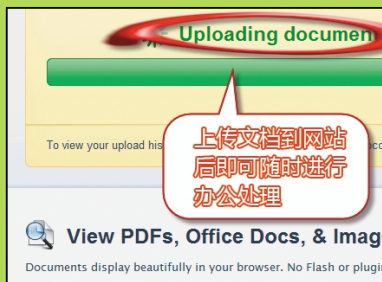 Uploading documen
To view your upload his
上传文档到网站
后即可随时进行
办公处理
View PDFs, Office Docs, & Imag
Documents display beautifully in your browser. No Flash or plugi